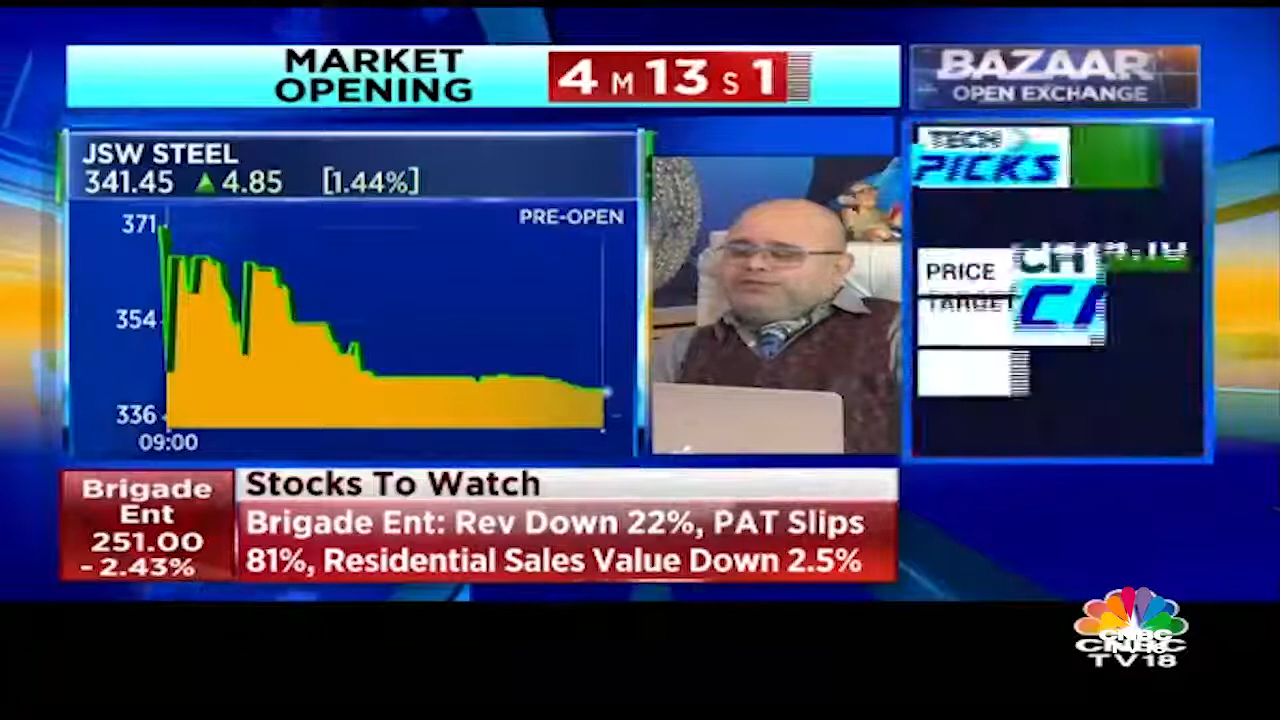 MARKET
OPENING
4 M 13 S 1
BAZAAR
OPEN EXCHANGE
JSW STEEL
341.45 ▲ 4.85 [1.44%]
PRE-OPEN
371
354
336
09:00
TECH
PICKS
PRICE
TARGET
Brigade
Ent
251.00
- 2.43%
Stocks To Watch
Brigade Ent: Rev Down 22%, PAT Slips
81%, Residential Sales Value Down 2.5%
CNBC
TV18